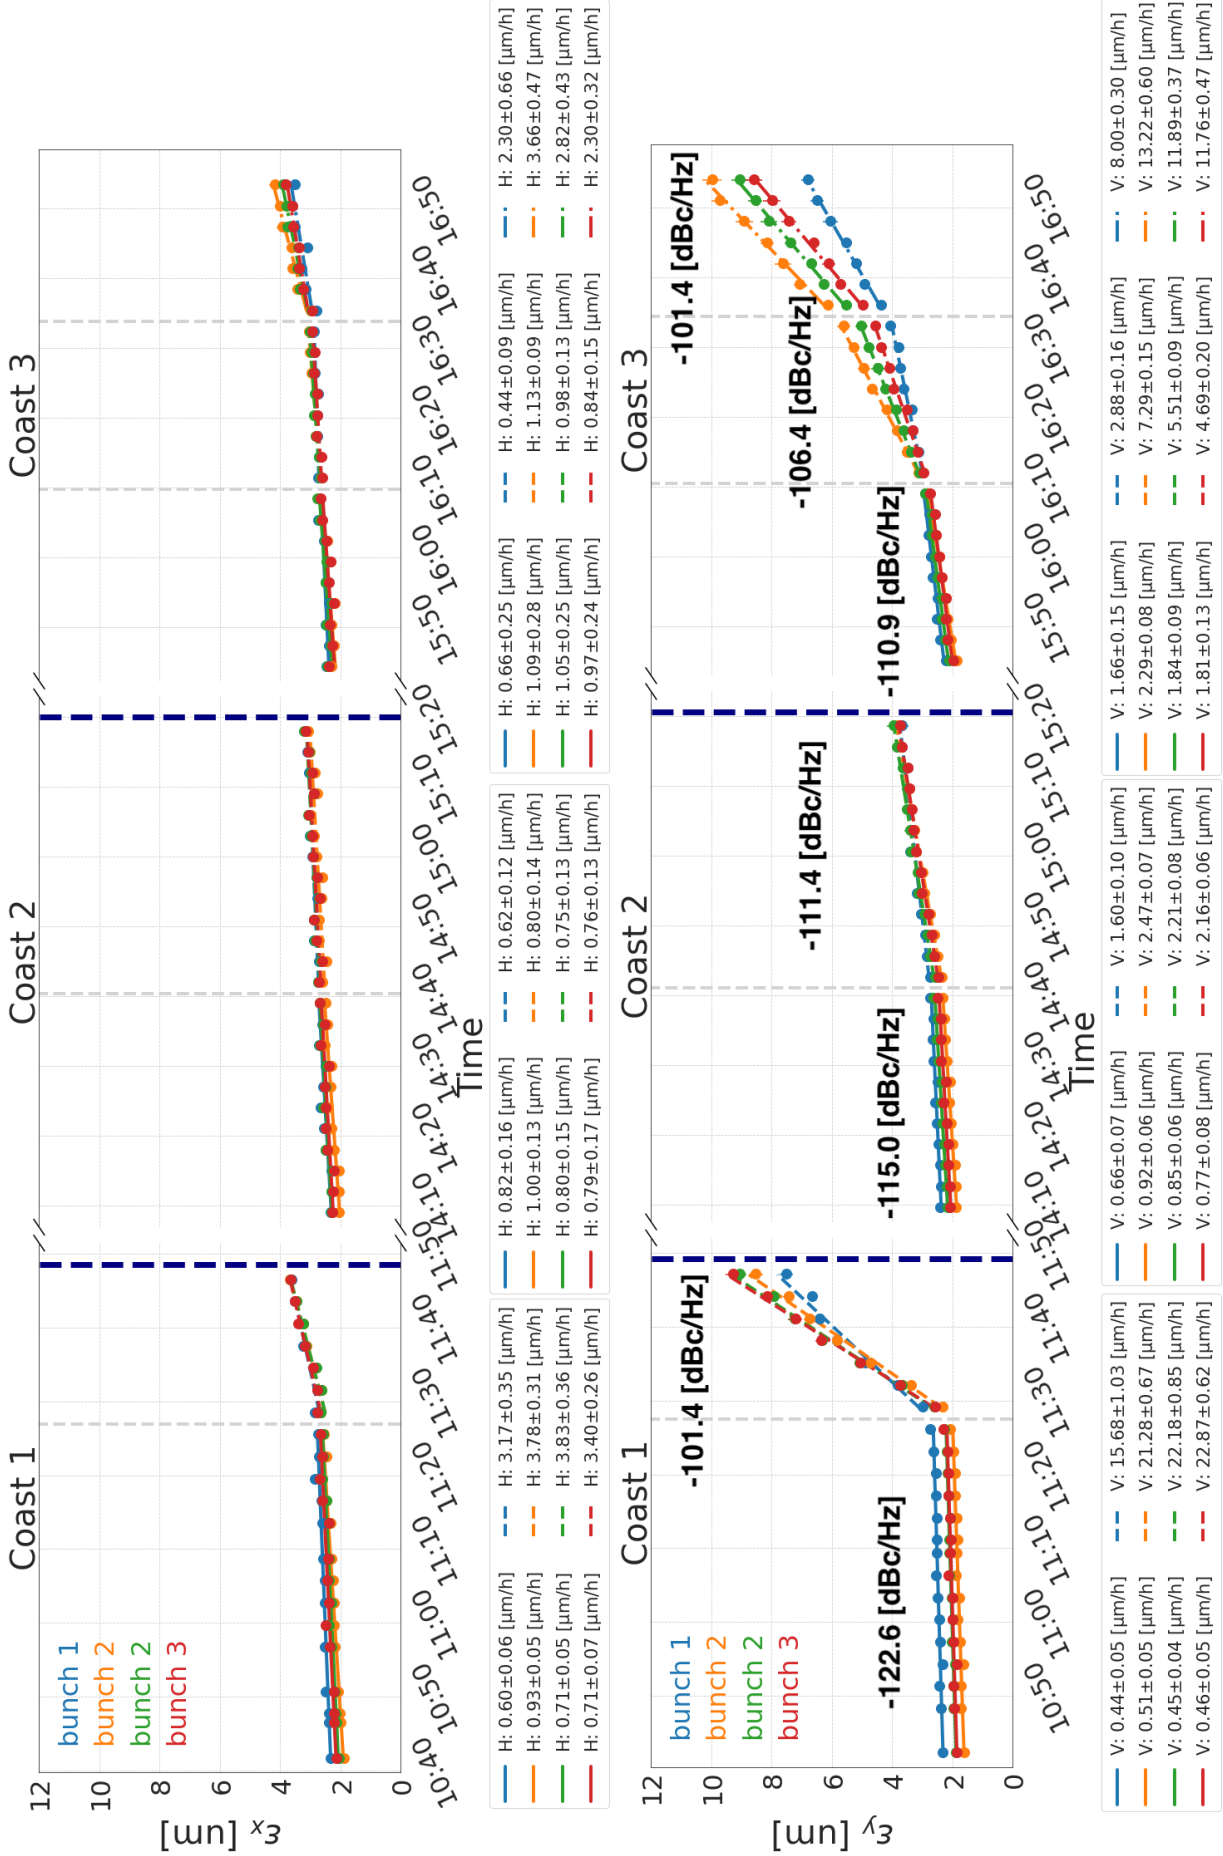 Coast 1
Coast 2
Coast 3
εx [um]
12
10
8
6
4
2
0
bunch 1
bunch 2
bunch 2
bunch 3
10:40
10:50
11:00
11:10
11:20
11:30
11:40
11:50
14:10
14:20
14:30
14:40
14:50
15:00
15:10
15:20
15:50
16:00
16:10
16:20
16:30
16:40
16:50
Time
H: 0.60±0.06 [μm/h]
H: 0.93±0.05 [μm/h]
H: 0.71±0.05 [μm/h]
H: 0.71±0.07 [μm/h]
H: 3.17±0.35 [μm/h]
H: 3.78±0.31 [μm/h]
H: 3.83±0.36 [μm/h]
H: 3.40±0.26 [μm/h]
H: 0.82±0.16 [μm/h]
H: 1.00±0.13 [μm/h]
H: 0.80±0.15 [μm/h]
H: 0.79±0.17 [μm/h]
H: 0.62±0.12 [μm/h]
H: 0.80±0.14 [μm/h]
H: 0.75±0.13 [μm/h]
H: 0.76±0.13 [μm/h]
H: 0.66±0.25 [μm/h]
H: 1.09±0.28 [μm/h]
H: 1.05±0.25 [μm/h]
H: 0.97±0.24 [μm/h]
H: 0.44±0.09 [μm/h]
H: 1.13±0.09 [μm/h]
H: 0.98±0.13 [μm/h]
H: 0.84±0.15 [μm/h]
H: 2.30±0.66 [μm/h]
H: 3.66±0.47 [μm/h]
H: 2.82±0.43 [μm/h]
H: 2.30±0.32 [μm/h]
Coast 1
Coast 2
Coast 3
εy [um]
12
10
8
6
4
2
0
bunch 1
bunch 2
bunch 2
bunch 3
-122.6 [dBc/Hz]
-101.4 [dBc/Hz]
-115.0 [dBc/Hz]
-111.4 [dBc/Hz]
-110.9 [dBc/Hz]
-106.4 [dBc/Hz]
-101.4 [dBc/Hz]
10:50
11:00
11:10
11:20
11:30
11:40
11:50
14:10
14:20
14:30
14:40
14:50
15:00
15:10
15:20
15:50
16:00
16:10
16:20
16:30
16:40
16:50
Time
V: 0.44±0.05 [μm/h]
V: 0.51±0.05 [μm/h]
V: 0.45±0.04 [μm/h]
V: 0.46±0.05 [μm/h]
V: 15.68±1.03 [μm/h]
V: 21.28±0.67 [μm/h]
V: 22.18±0.85 [μm/h]
V: 22.87±0.62 [μm/h]
V: 0.66±0.07 [μm/h]
V: 0.92±0.06 [μm/h]
V: 0.85±0.06 [μm/h]
V: 0.77±0.08 [μm/h]
V: 1.60±0.10 [μm/h]
V: 2.47±0.07 [μm/h]
V: 2.21±0.08 [μm/h]
V: 2.16±0.06 [μm/h]
V: 1.66±0.15 [μm/h]
V: 2.29±0.08 [μm/h]
V: 1.84±0.09 [μm/h]
V: 1.81±0.13 [μm/h]
V: 2.88±0.16 [μm/h]
V: 7.29±0.15 [μm/h]
V: 5.51±0.09 [μm/h]
V: 4.69±0.20 [μm/h]
V: 8.00±0.30 [μm/h]
V: 13.22±0.60 [μm/h]
V: 11.89±0.37 [μm/h]
V: 11.76±0.47 [μm/h]